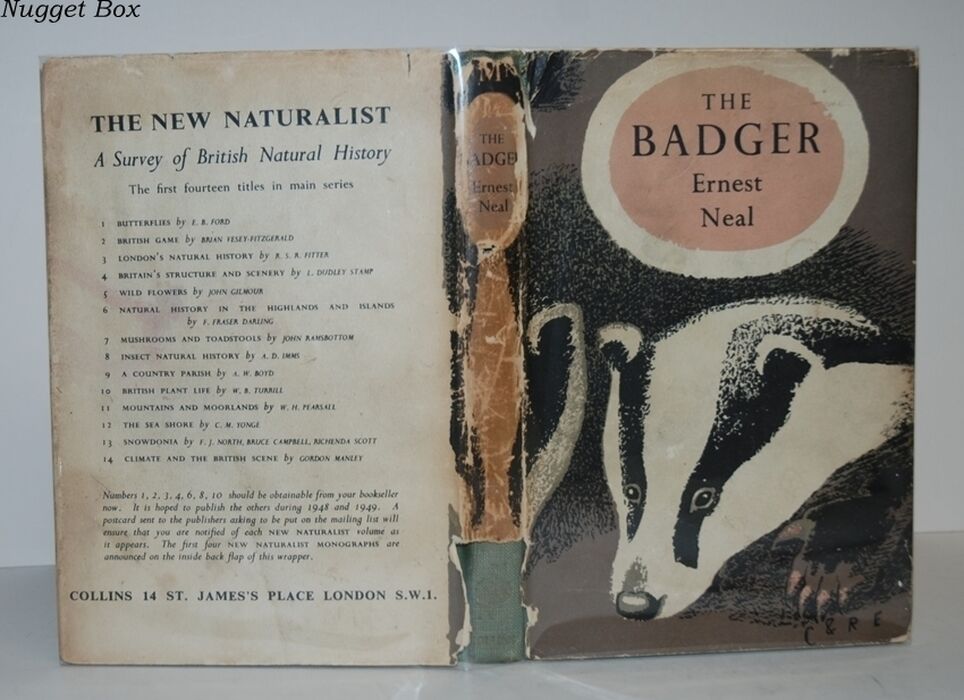 Nugget Box
THE NEW NATURALIST
A Survey of British Natural History
The first fourteen titles in main series
1 BUTTERFLIES by E. B. FORD
2 BRITISH GAME by BRIAN VESEY-FITZGERALD
3 LONDON'S NATURAL HISTORY by R. S. R. FITTER
4 BRITAIN'S STRUCTURE AND SCENERY by L. DUDLEY STAMP
5 WILD FLOWERS by JOHN GILMOUR
6 NATURAL HISTORY IN THE HIGHLANDS AND ISLANDS
by F. FRASER DARLING
7 MUSHROOMS AND TOADSTOOLS by JOHN RAMSBOTTOM
8 INSECT NATURAL HISTORY by A. D. IMMS
9 A COUNTRY PARISH by A. W. BOYD
10 BRITISH PLANT LIFE by W. B. TURRILL
11 MOUNTAINS AND MOORLANDS by W. H. PEARSALL
12 THE SEA SHORE by C. M. YONGE
13 SNOWDONIA by F. J. NORTH, BRUCE CAMPBELL, RICHENDA SCOTT
14 CLIMATE AND THE BRITISH SCENE by GORDON MANLEY
Numbers 1, 2, 3, 4, 6, 8, 10 should be obtainable from your bookseller
now. It is hoped to publish the others during 1948 and 1949. A
postcard sent to the publishers asking to be put on the mailing list will
ensure that you are notified of each NEW NATURALIST volume as
it appears. The first four NEW NATURALIST MONOGRAPHS are
announced on the inside back flap of this wrapper.
COLLINS 14 ST. JAMES'S PLACE LONDON S.W.1.
THE
ADGE
Ernest
Neal
THE
BADGER
Ernest
Neal
C & R E